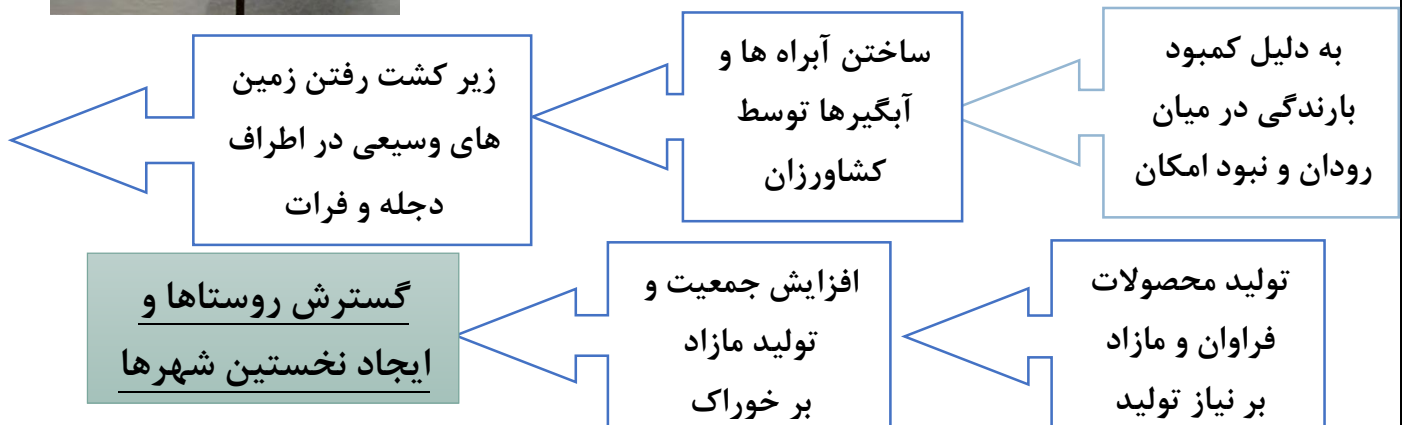 به دلیل کمبود
بارندگی در میان
رودان و نبود امکان
ساختن آبراه ها و
آبگیرها توسط
کشاورزان
زیر کشت رفتن زمین
های وسیعی در اطراف
دجله و فرات
تولید محصولات
فراوان و مازاد
بر نیاز تولید
افزایش جمعیت و
تولید مازاد
بر خوراک
گسترش روستاها و
ایجاد نخستین شهرها